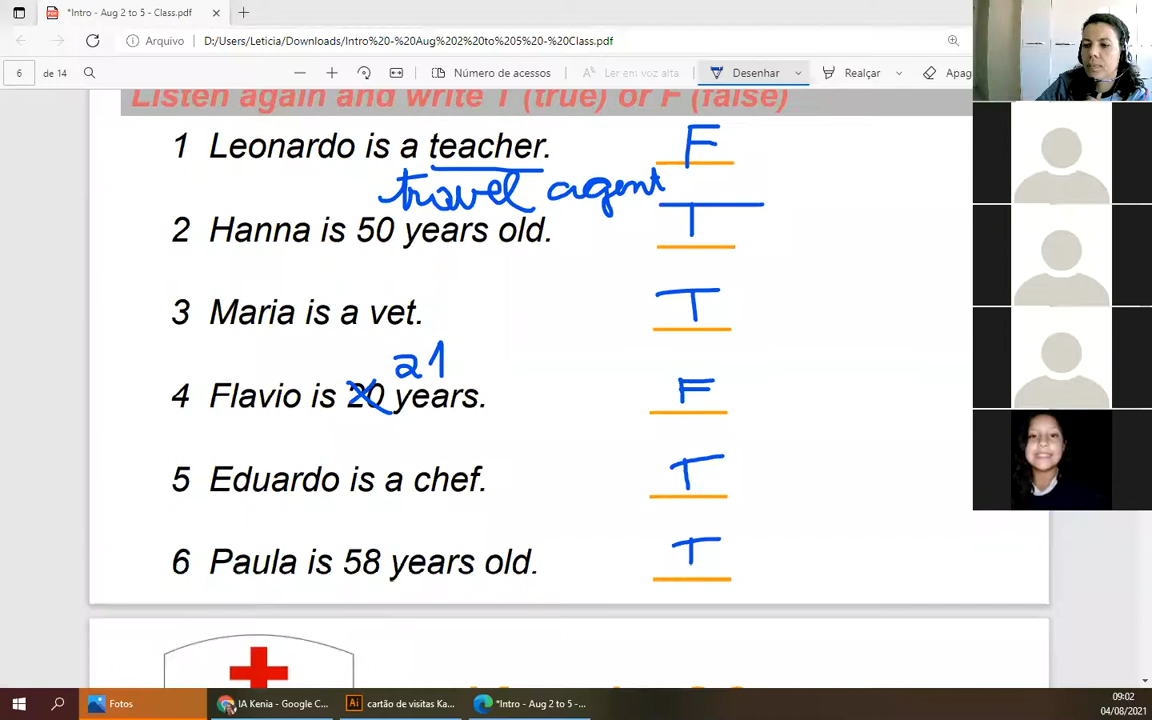 *Intro - Aug 2 to 5 - Class.pdf
Arquivo D:/Users/Leticia/Downloads/Intro%20-%20Aug%202%20to%205%20-%20Class.pdf
6 de 14 Número de acessos Ler em voz alta Desenhar Realçar Apag
Listen again and write T (true) or F (false)
1 Leonardo is a teacher. F
travel agent
2 Hanna is 50 years old. T
3 Maria is a vet. T
21
4 Flavio is 20 years. F
5 Eduardo is a chef. T
6 Paula is 58 years old. T
Fotos IA Kenia - Google C... Ai cartão de visitas Ka... *Intro - Aug 2 to 5 -...
09:02
04/08/2021